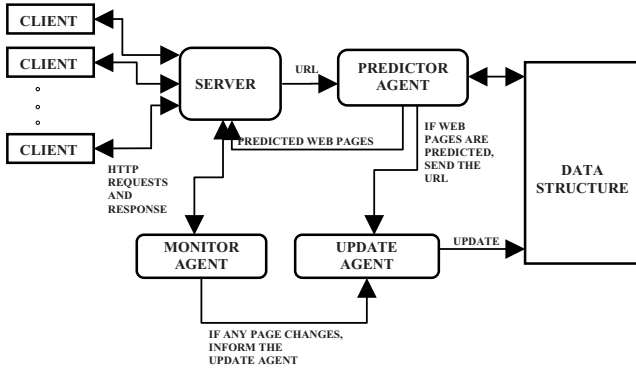 CLIENT
CLIENT
CLIENT
SERVER
URL
PREDICTOR
AGENT
PREDICTED WEB PAGES
IF WEB
PAGES ARE
PREDICTED,
SEND THE
URL
DATA
STRUCTURE
HTTP
REQUESTS
AND
RESPONSE
MONITOR
AGENT
UPDATE
AGENT
UPDATE
IF ANY PAGE CHANGES,
INFORM THE
UPDATE AGENT